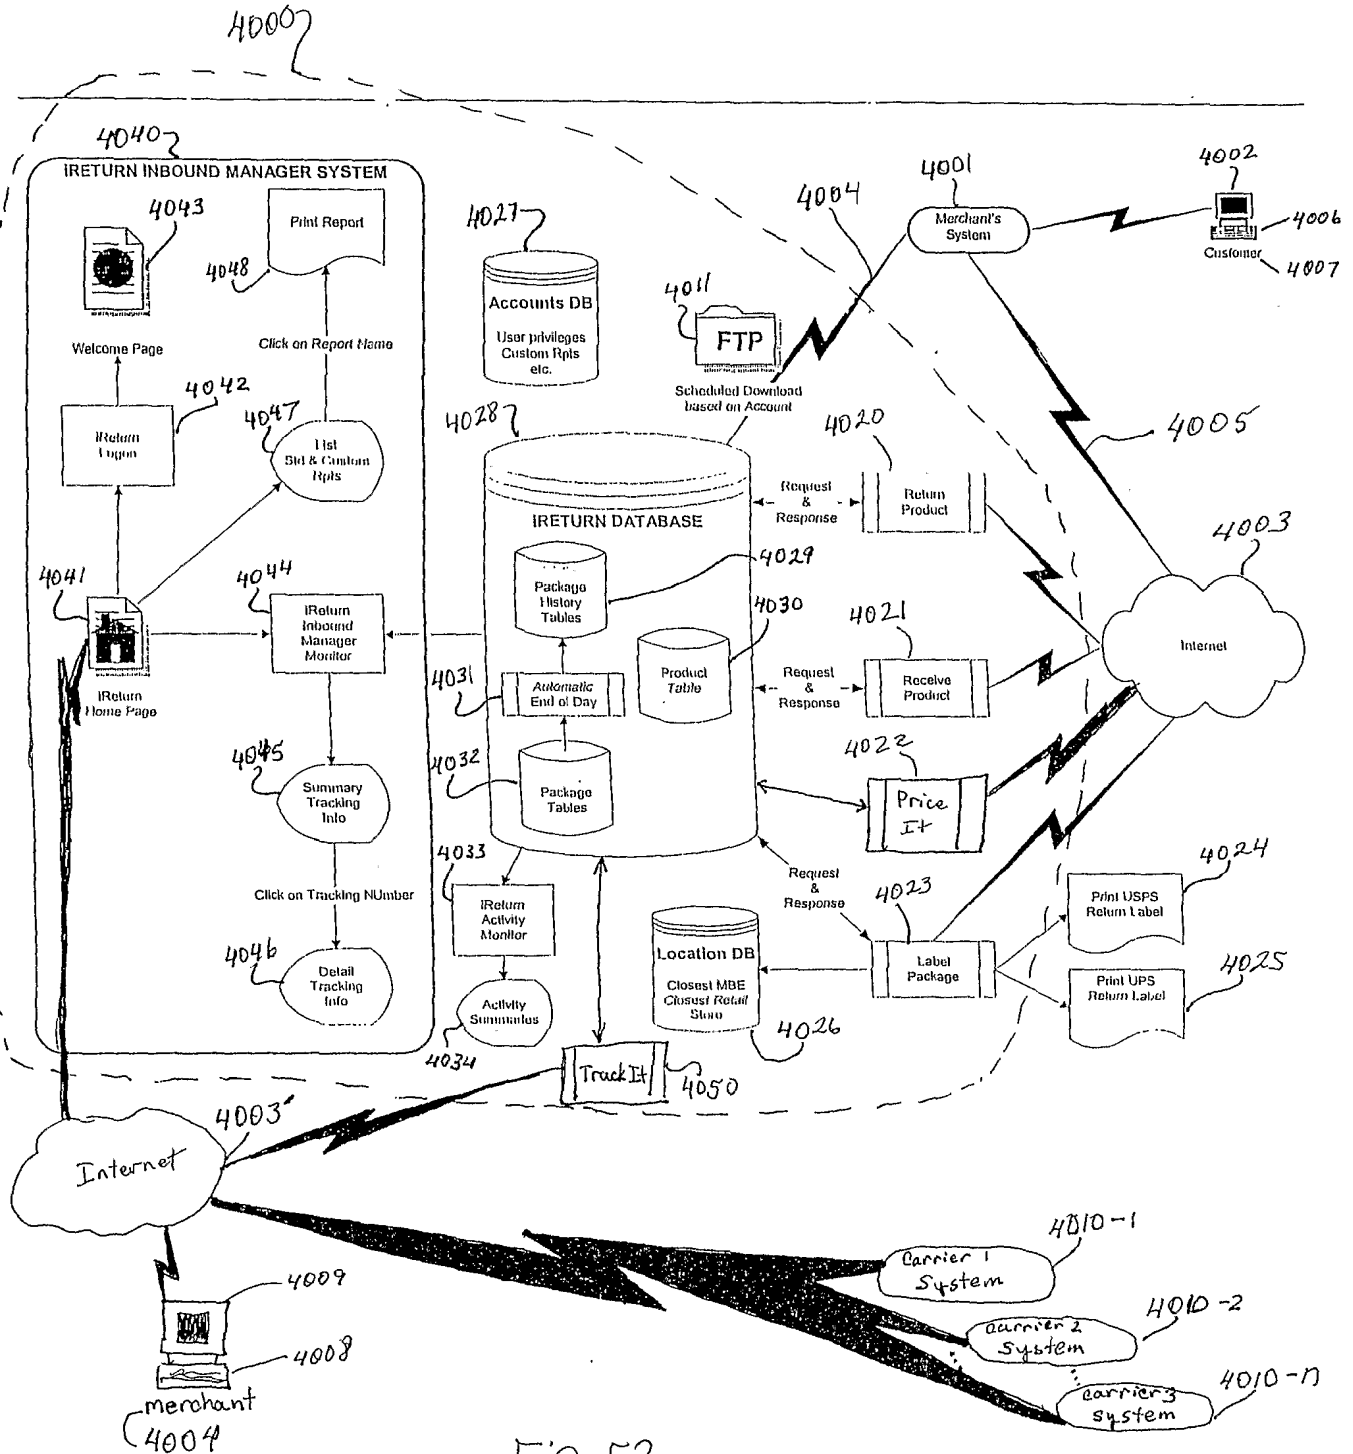 4000
4040
IRETURN INBOUND MANAGER SYSTEM
4043
Print Report
4048
Welcome Page
Click on Report Name
4042
IReturn
Logon
4047
List
Std & Custom
Rpts
4041
IReturn
Home Page
4044
IReturn
Inbound
Manager
Monitor
4045
Summary
Tracking
Info
Click on Tracking NUmber
4046
Detail
Tracking
Info
4027
Accounts DB
User privileges
Custom Rpts
etc.
4011
FTP
Scheduled Download
based on Account
4004
4001
Merchant's
System
4002
4006
Customer
4007
4005
4003
Internet
4028
IRETURN DATABASE
4029
Package
History
Tables
4030
Product
Table
4031
Automatic
End of Day
4032
Package
Tables
4020
Request
&
Response
Return
Product
4021
Request
&
Response
Receive
Product
4022
Price
It
Request
&
Response
4023
Label
Package
4024
Print USPS
Return Label
4025
Print UPS
Return Label
4033
IReturn
Activity
Monitor
4034
Activity
Summaries
Location DB
Closest MBE
Closest Retail
Store
4026
Track It
4050
4003'
Internet
4009
4008
merchant
4004
4010-1
Carrier 1
System
4010-2
Carrier 2
System
4010-n
Carrier 3
System